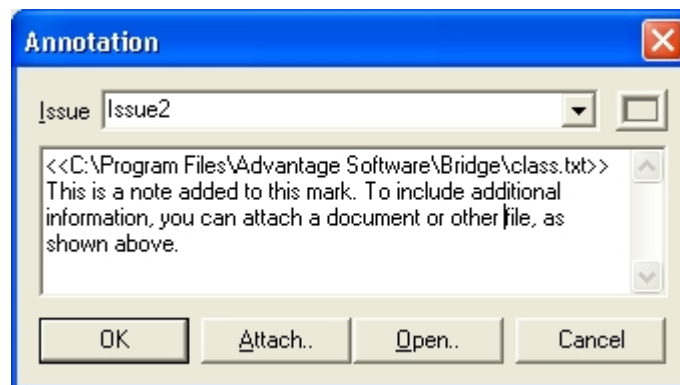 Annotation
Issue Issue2
<<C:\Program Files\Advantage Software\Bridge\class.txt>>
This is a note added to this mark. To include additional
information, you can attach a document or other file, as
shown above.
OK Attach.. Open.. Cancel